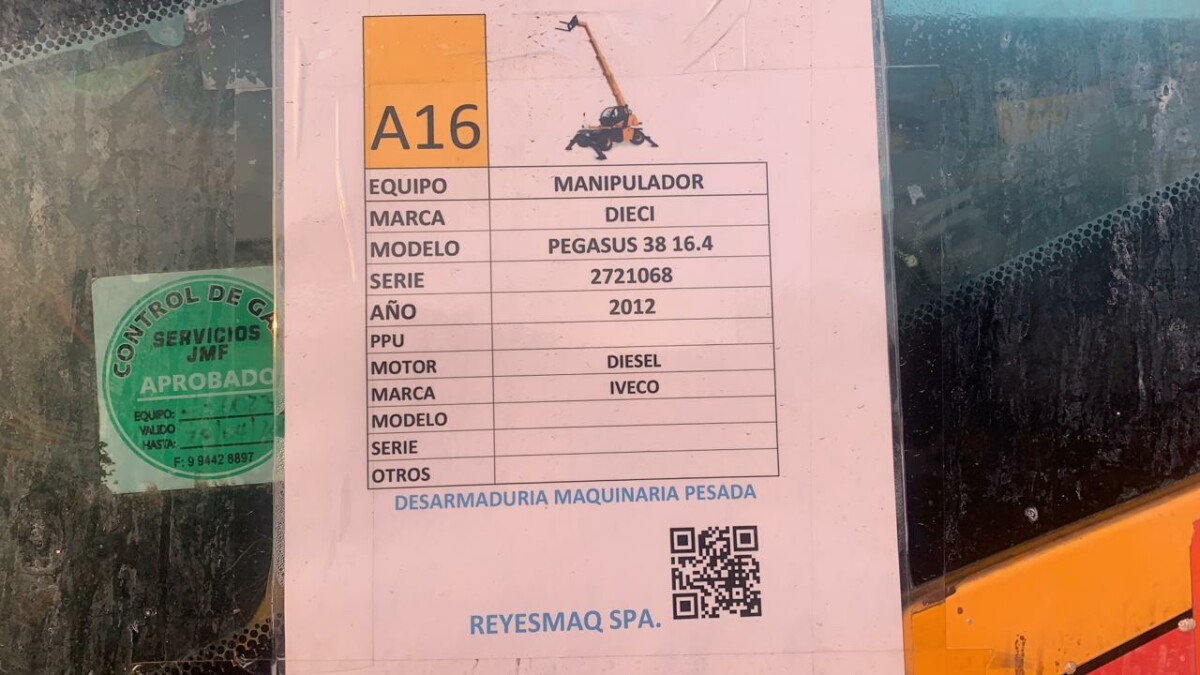 A16
EQUIPO MANIPULADOR
MARCA DIECI
MODELO PEGASUS 38 16.4
SERIE 2721068
AÑO 2012
PPU
MOTOR DIESEL
MARCA IVECO
MODELO
SERIE
OTROS
DESARMADURIA MAQUINARIA PESADA
REYESMAQ SPA.
CONTROL DE
SERVICIOS
JMF
APROBADO
EQUIPO:
VALIDO
HASTA:
F: 9 9442 8897